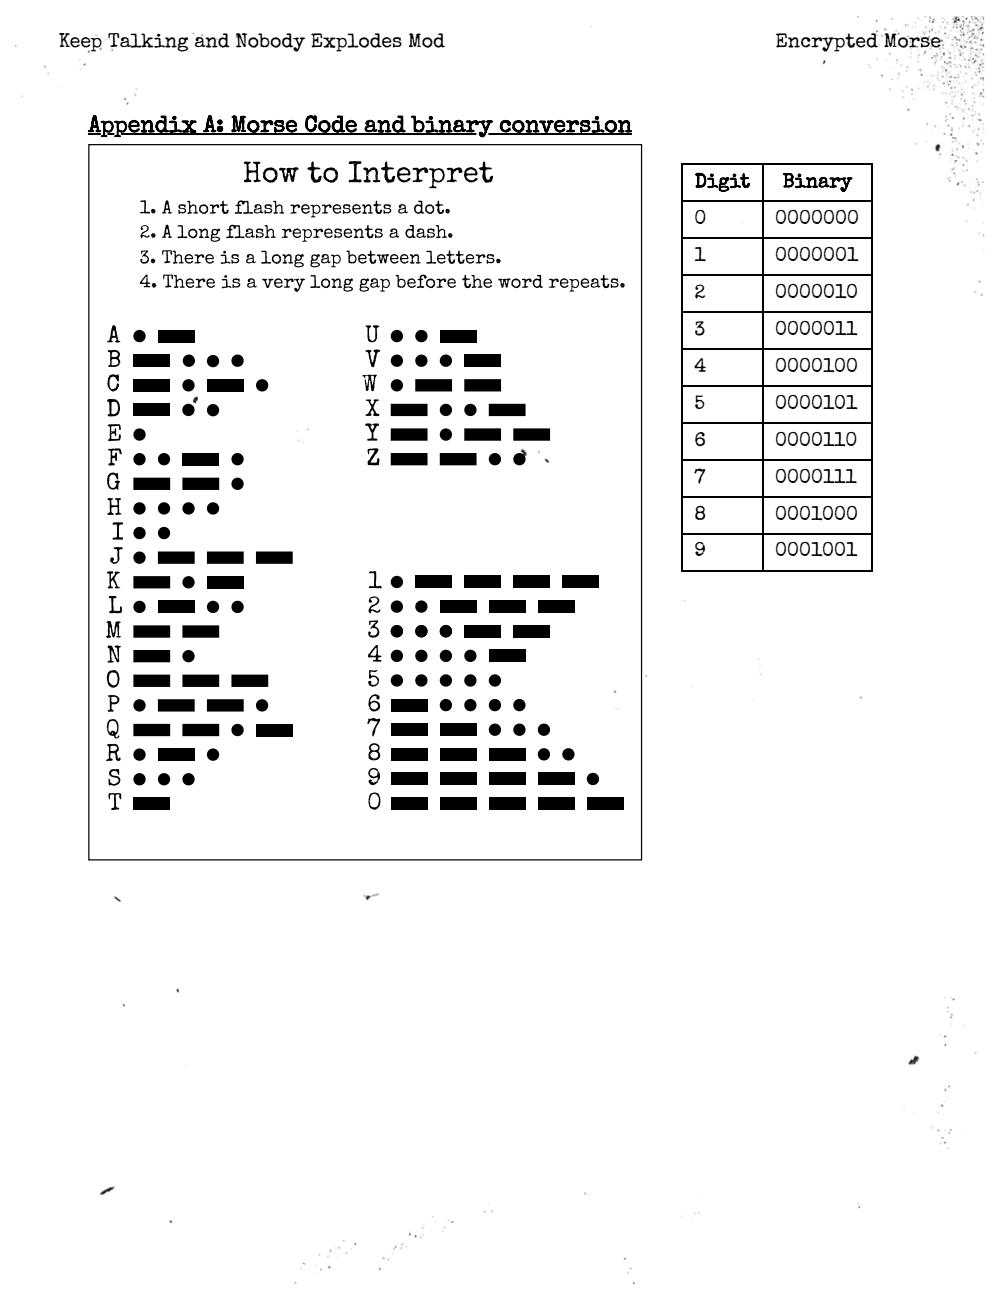 Keep Talking and Nobody Explodes Mod
Encrypted Morse
Appendix A: Morse Code and binary conversion
How to Interpret
1. A short flash represents a dot.
2. A long flash represents a dash.
3. There is a long gap between letters.
4. There is a very long gap before the word repeats.
A
B
C
D
E
F
G
H
I
J
K
L
M
N
O
P
Q
R
S
T
U
V
W
X
Y
Z
1
2
3
4
5
6
7
8
9
0
Digit Binary
0 0000000
1 0000001
2 0000010
3 0000011
4 0000100
5 0000101
6 0000110
7 0000111
8 0001000
9 0001001